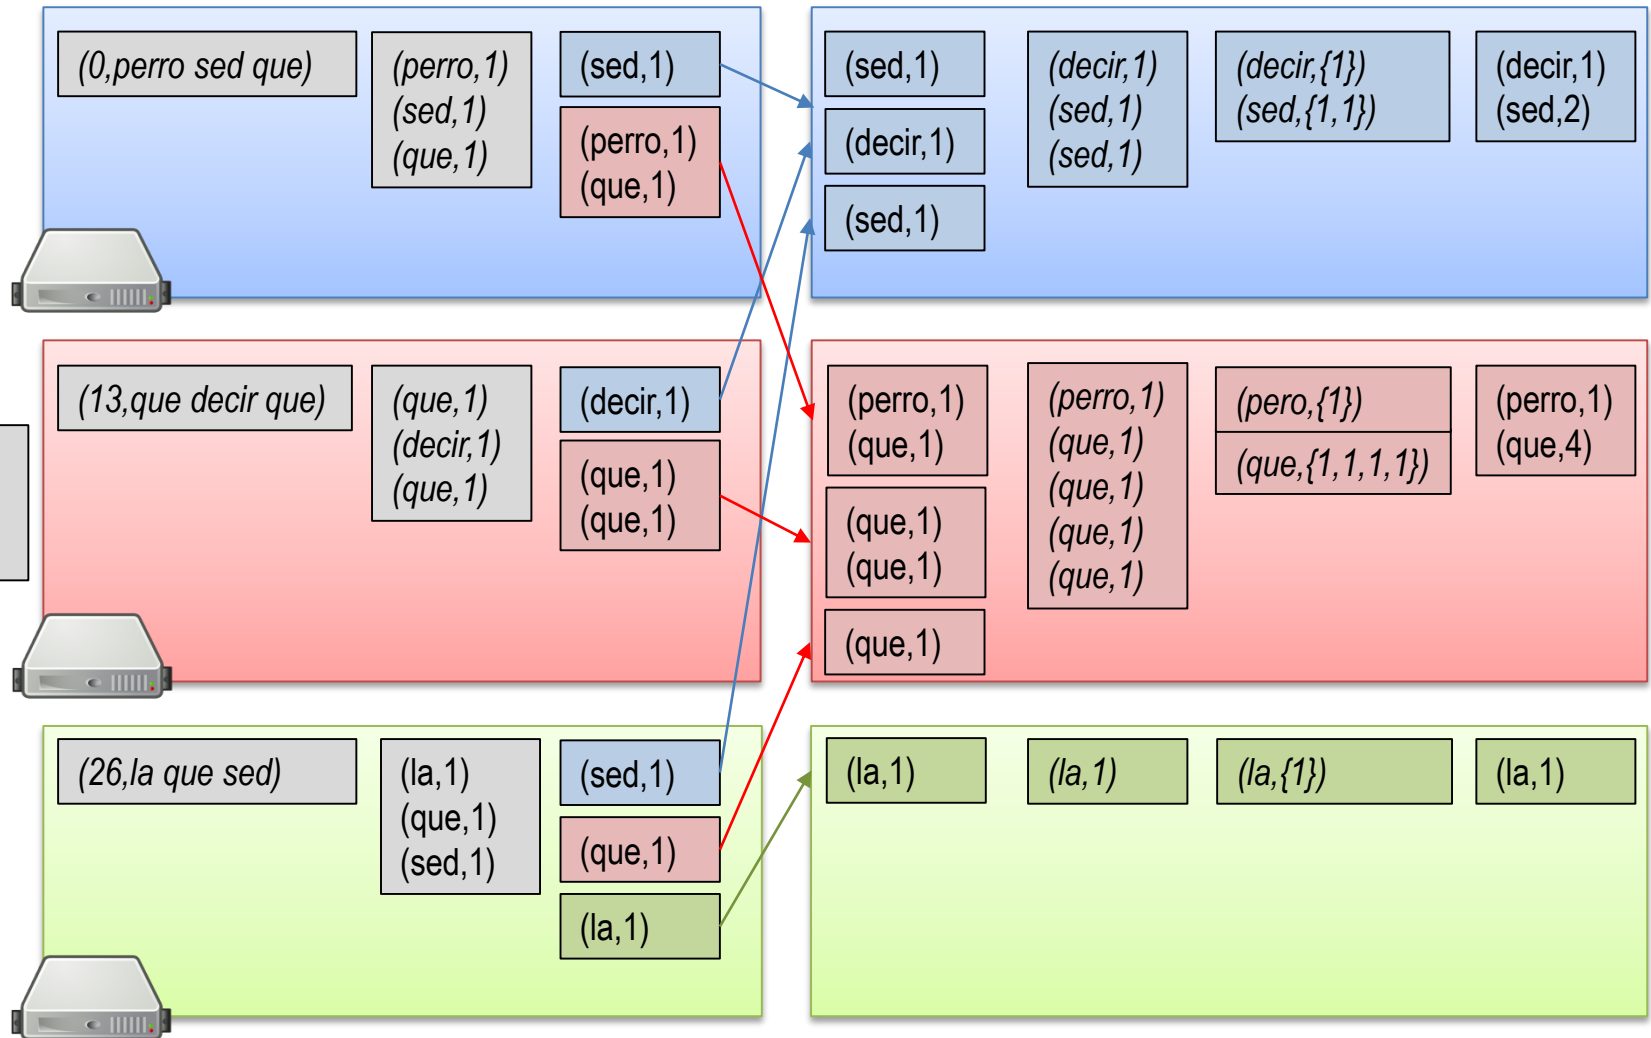 (0,perro sed que)
(perro,1)
(sed,1)
(que,1)
(sed,1)
(perro,1)
(que,1)
(sed,1)
(decir,1)
(sed,1)
(decir,1)
(sed,1)
(sed,1)
(decir,{1})
(sed,{1,1})
(decir,1)
(sed,2)
(13,que decir que)
(que,1)
(decir,1)
(que,1)
(decir,1)
(que,1)
(que,1)
(perro,1)
(que,1)
(que,1)
(que,1)
(que,1)
(perro,1)
(que,1)
(que,1)
(que,1)
(que,1)
(pero,{1})
(que,{1,1,1,1})
(perro,1)
(que,4)
(26,la que sed)
(la,1)
(que,1)
(sed,1)
(sed,1)
(que,1)
(la,1)
(la,1)
(la,1)
(la,{1})
(la,1)